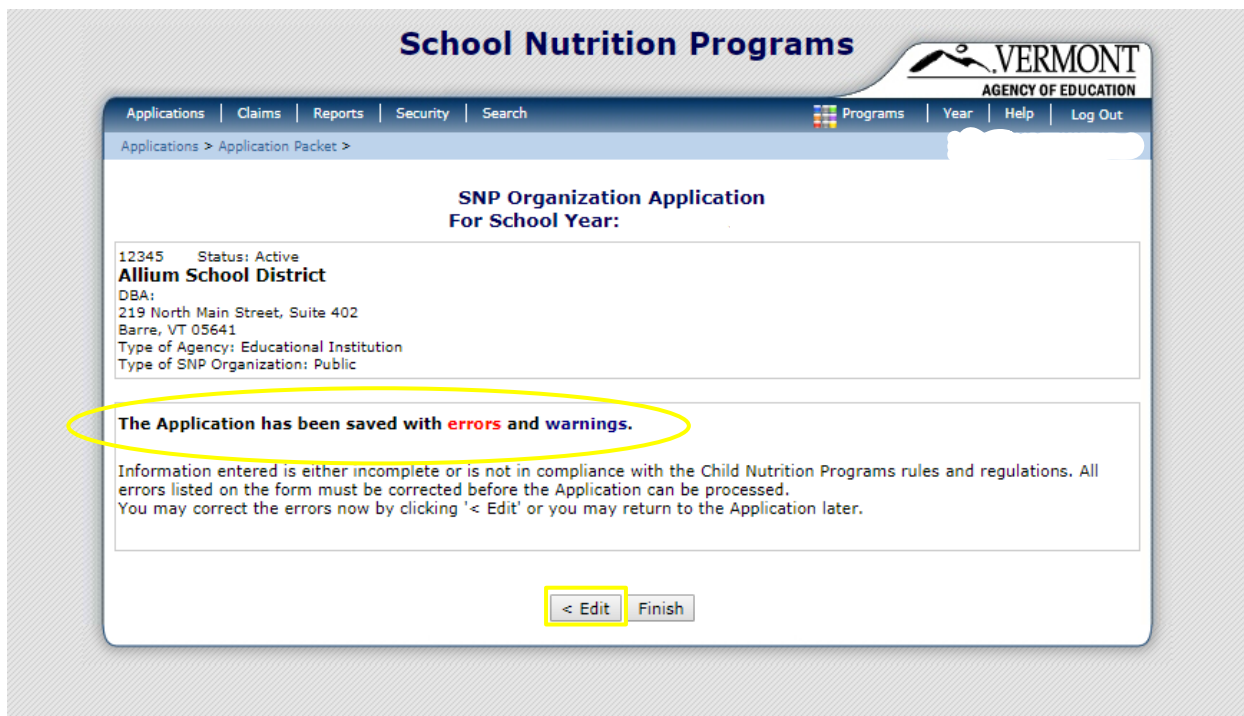 School Nutrition Programs
VERMONT
AGENCY OF EDUCATION
Applications | Claims | Reports | Security | Search Programs | Year | Help | Log Out
Applications > Application Packet >
SNP Organization Application
For School Year:
12345 Status: Active
Allium School District
DBA:
219 North Main Street, Suite 402
Barre, VT 05641
Type of Agency: Educational Institution
Type of SNP Organization: Public
The Application has been saved with errors and warnings.
Information entered is either incomplete or is not in compliance with the Child Nutrition Programs rules and regulations. All
errors listed on the form must be corrected before the Application can be processed.
You may correct the errors now by clicking '< Edit' or you may return to the Application later.
< Edit Finish